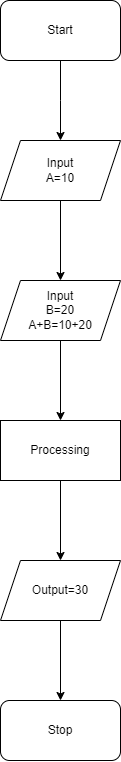 Start
Input
A=10
Input
B=20
A+B=10+20
Processing
Output=30
Stop